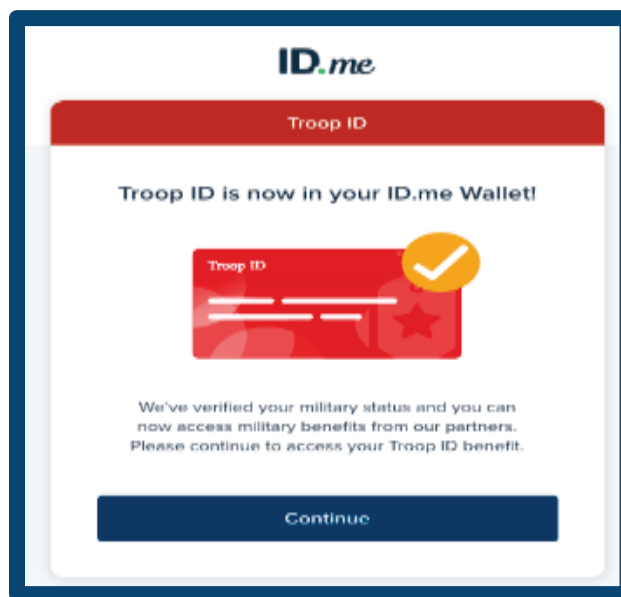 ID.me
Troop ID
Troop ID is now in your ID.me Wallet!
Troop ID
We've verified your military status and you can
now access military benefits from our partners.
Please continue to access your Troop ID benefit.
Continue